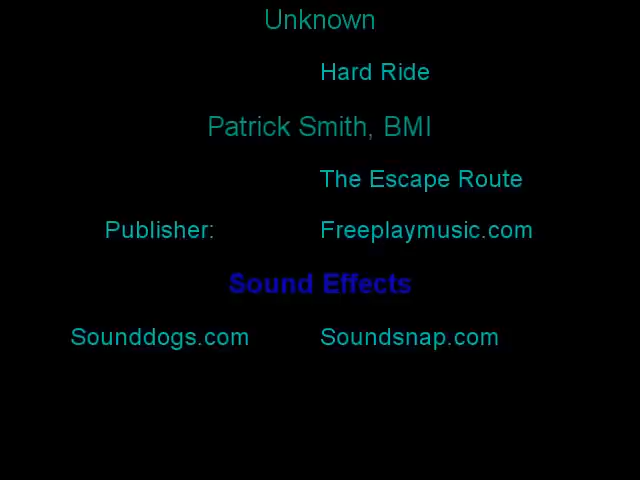 Unknown
Hard Ride
Patrick Smith, BMI
The Escape Route
Publisher: Freeplaymusic.com
Sound Effects
Sounddogs.com Soundsnap.com